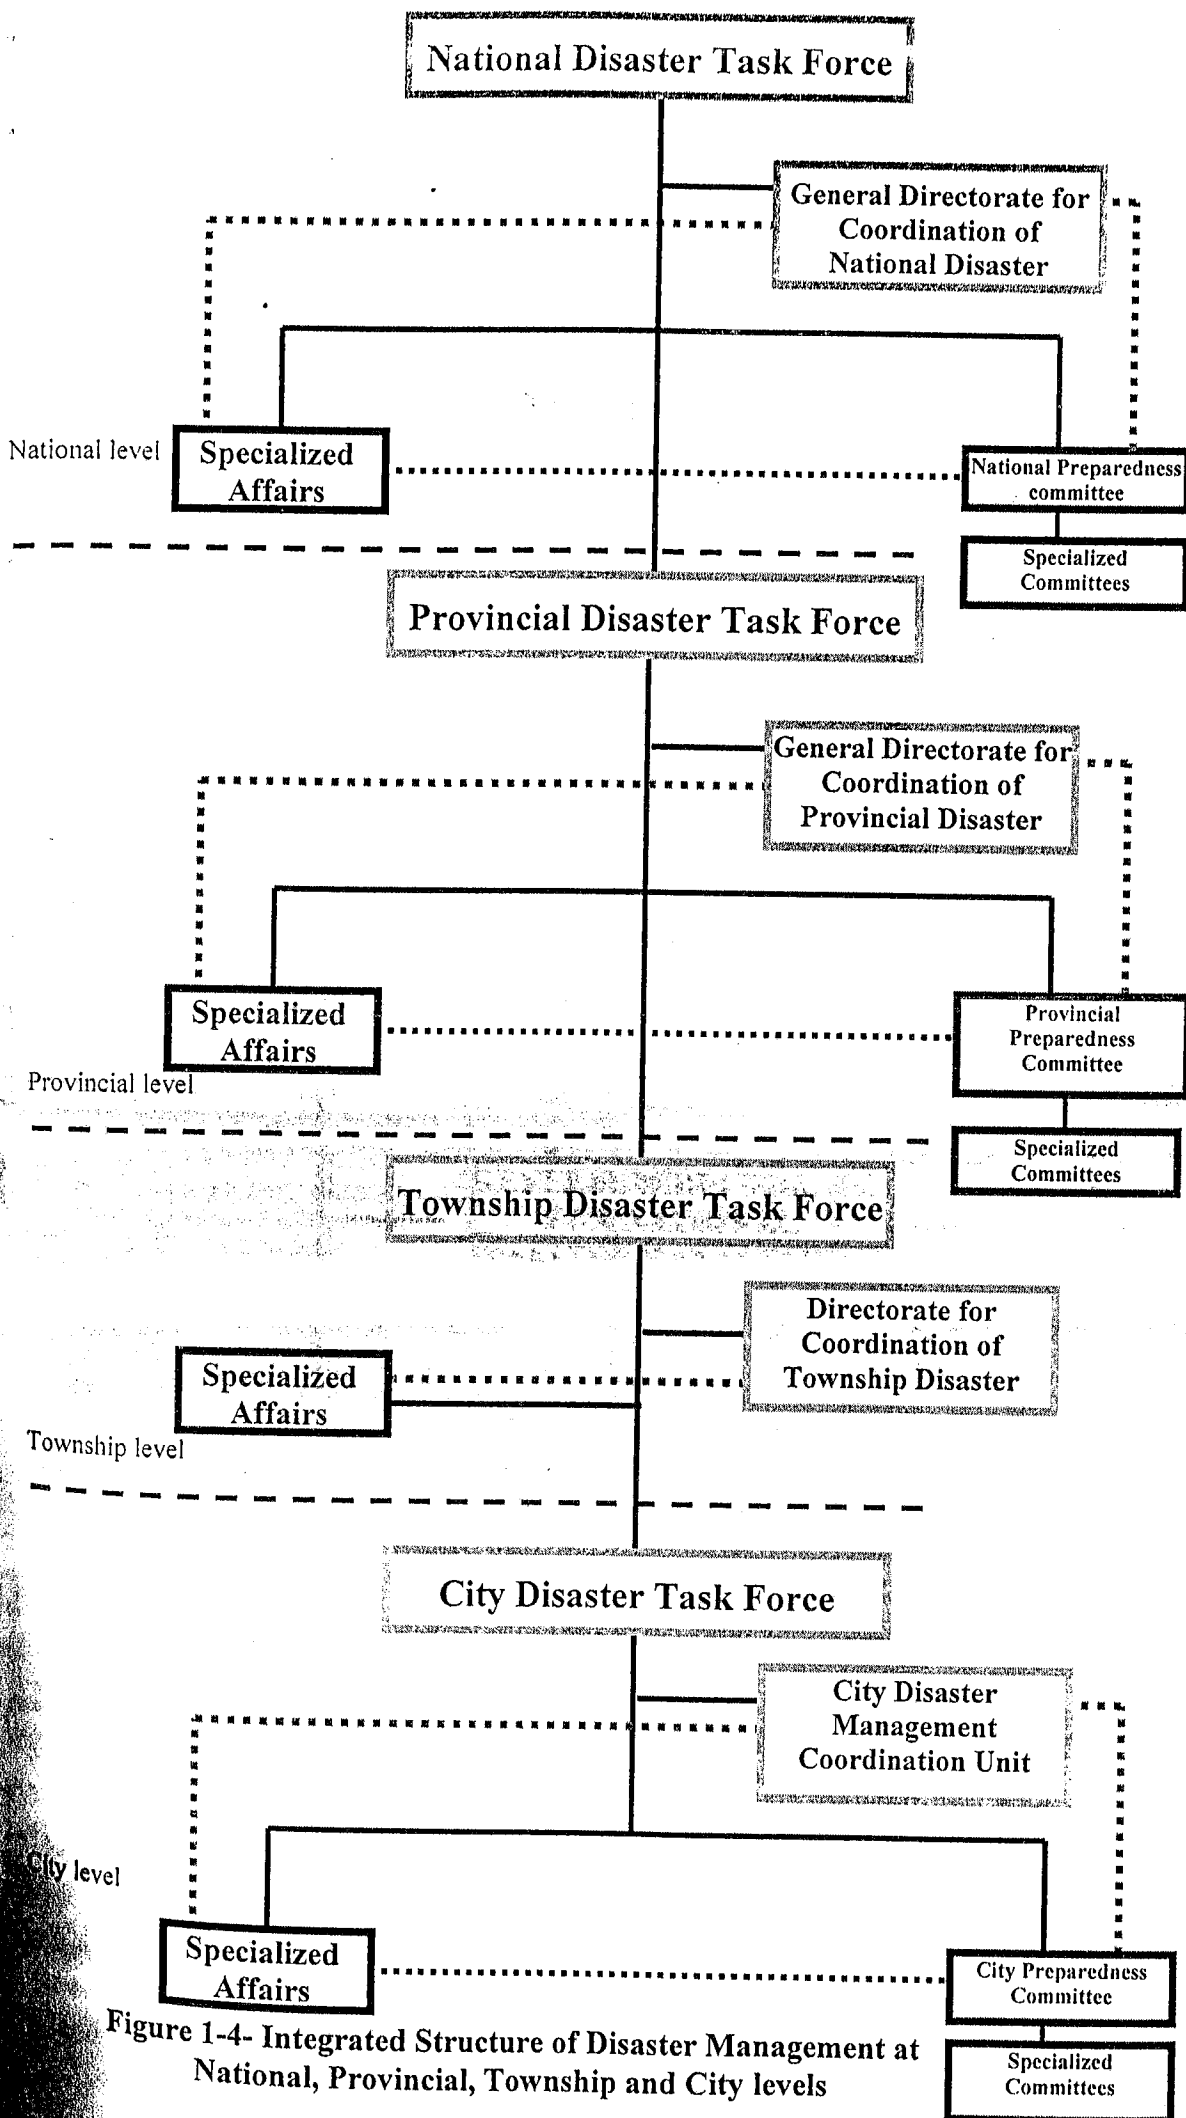 National Disaster Task Force
General Directorate for
Coordination of
National Disaster
National level
Specialized
Affairs
National Preparedness
committee
Specialized
Committees
Provincial Disaster Task Force
General Directorate for
Coordination of
Provincial Disaster
Specialized
Affairs
Provincial
Preparedness
Committee
Provincial level
Specialized
Committees
Township Disaster Task Force
Directorate for
Coordination of
Township Disaster
Specialized
Affairs
Township level
City Disaster Task Force
City Disaster
Management
Coordination Unit
City level
Specialized
Affairs
City Preparedness
Committee
Specialized
Committees
Figure 1-4- Integrated Structure of Disaster Management at
National, Provincial, Township and City levels